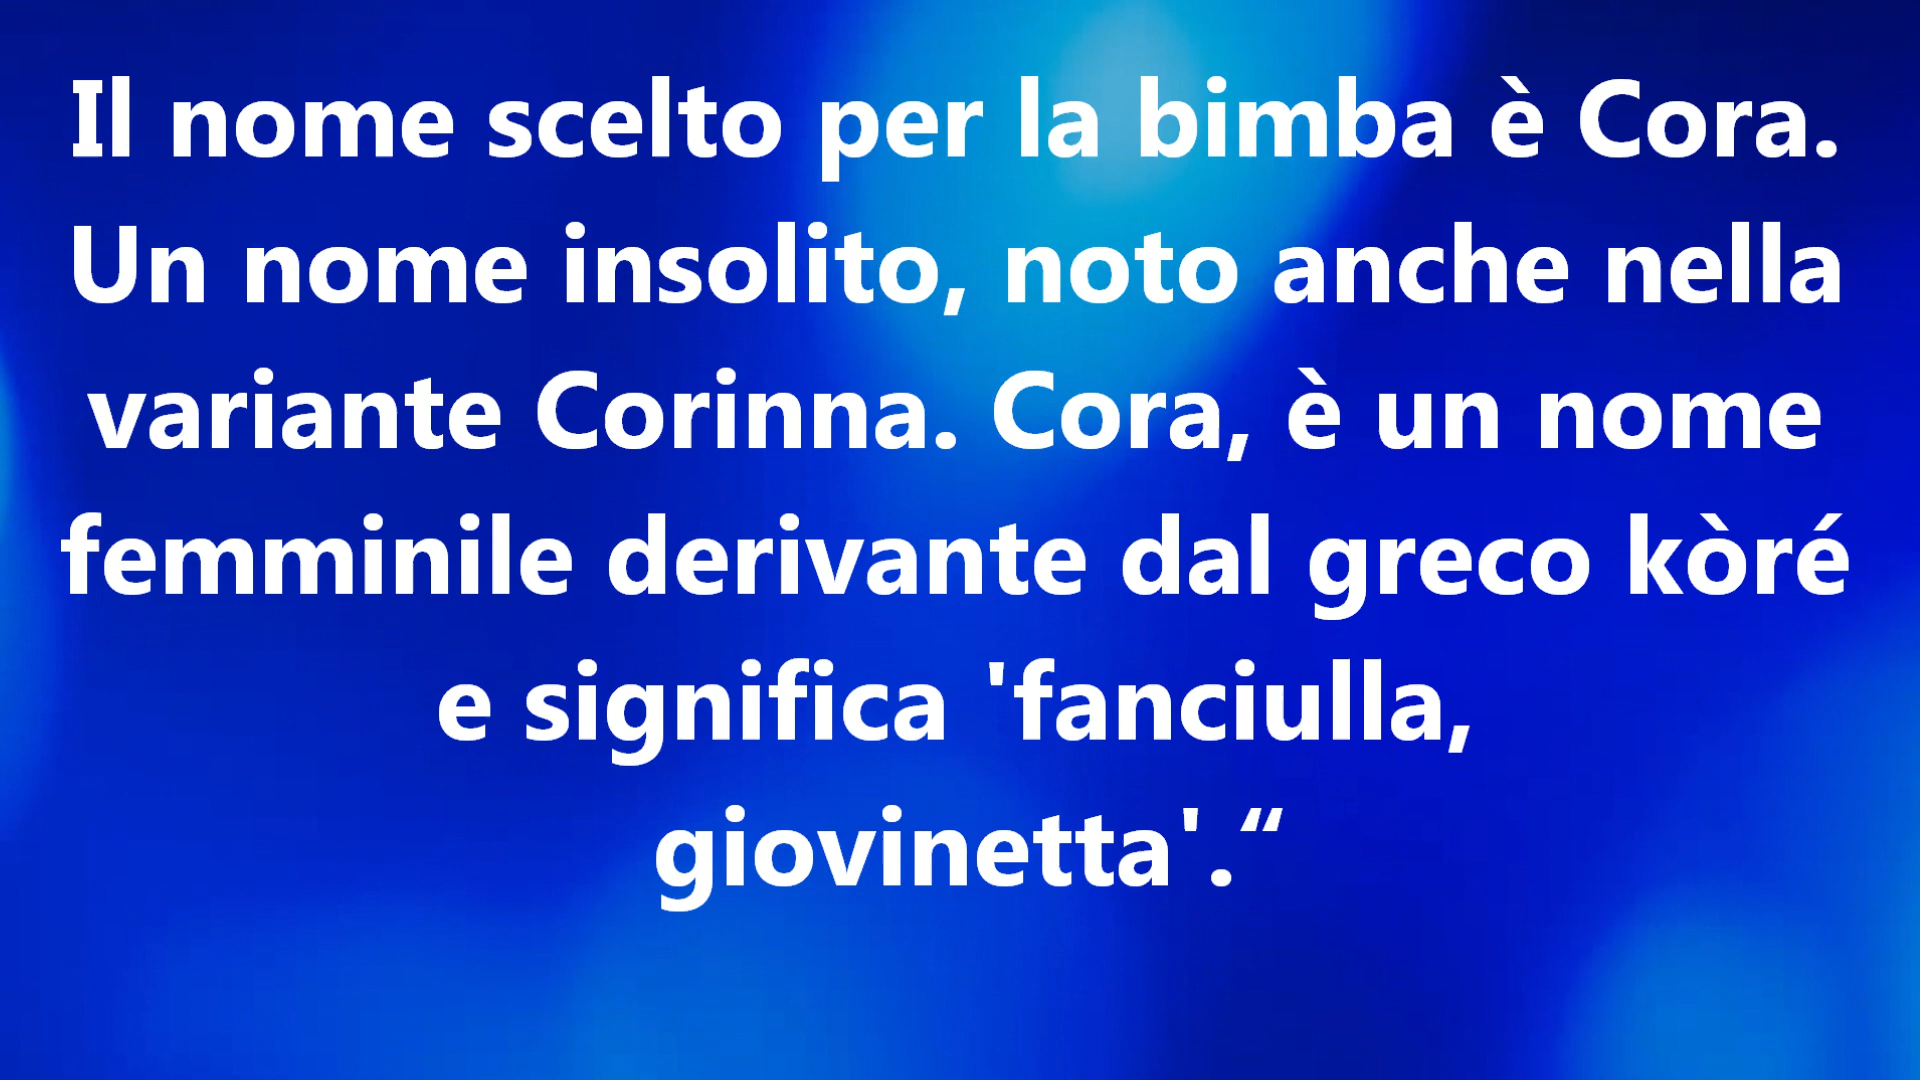 Il nome scelto per la bimba è Cora.
Un nome insolito, noto anche nella
variante Corinna. Cora, è un nome
femminile derivante dal greco kòré
e significa 'fanciulla,
giovinetta'.“